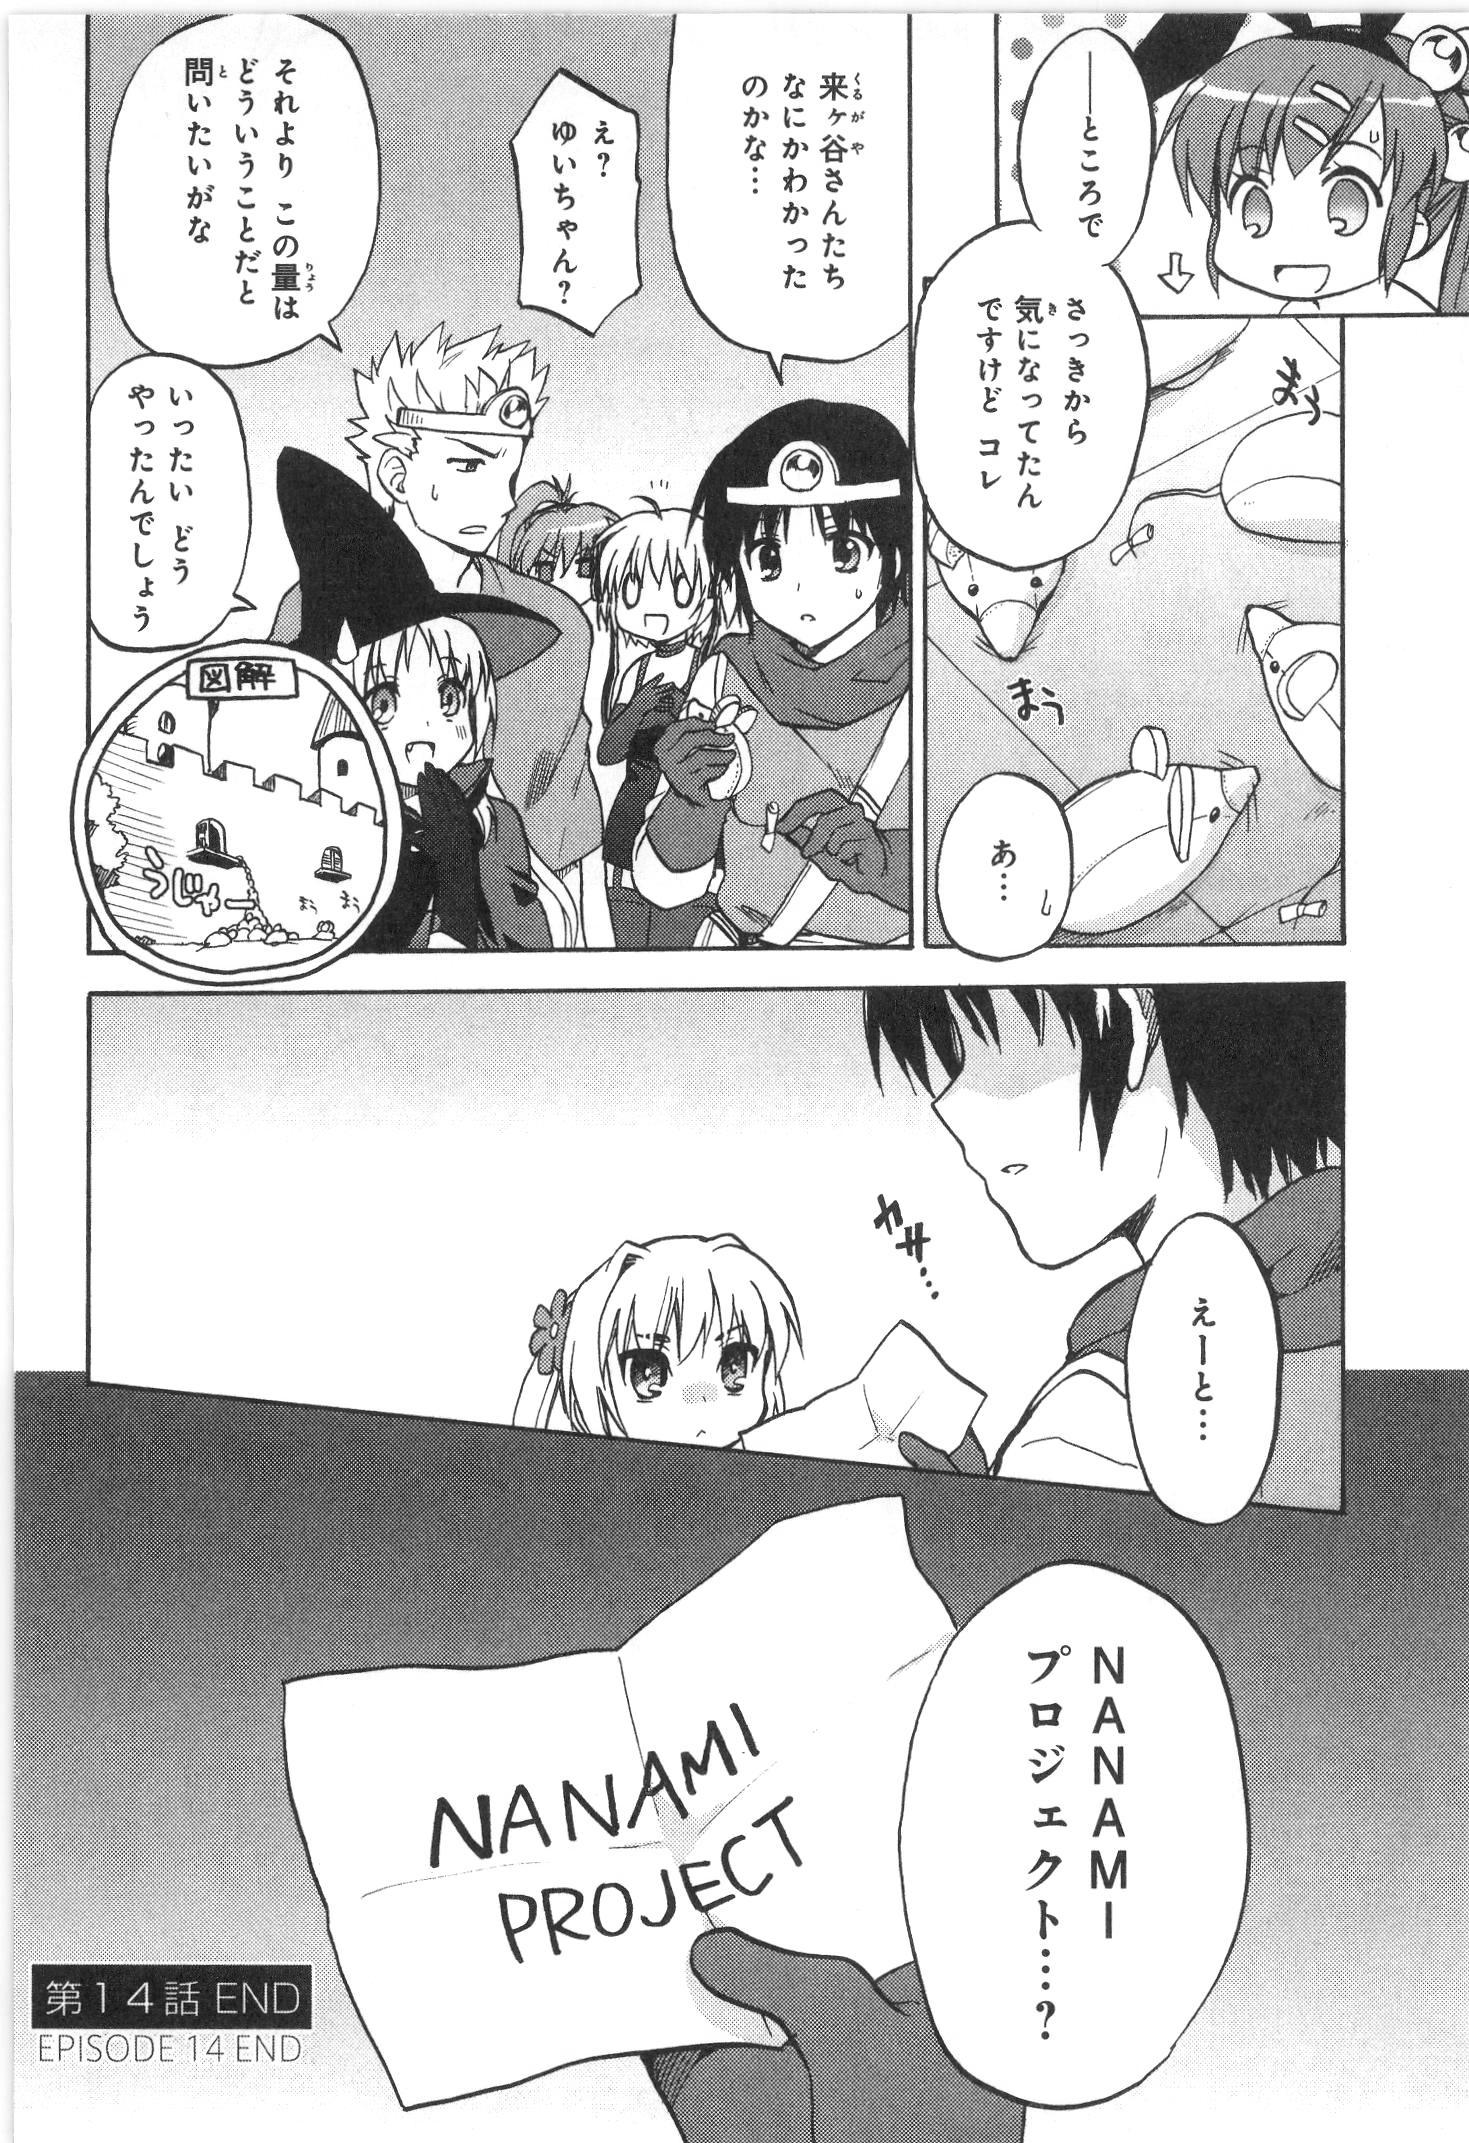 ――ところで
さっきから
気になってたん
ですけど コレ
まう
まう
あ…
来ヶ谷さんたち
なにかわかった
のかな…
え？
ゆいちゃん？
それより この量は
どういうことだと
問いたいがな
いったい どう
やったんでしょう
図解
うじゃー
まう
まう
カサ…
えーと…
ＮＡＮＡＭＩ
プロジェクト……？
NANAMI
PROJECT
第14話 END
EPISODE 14 END